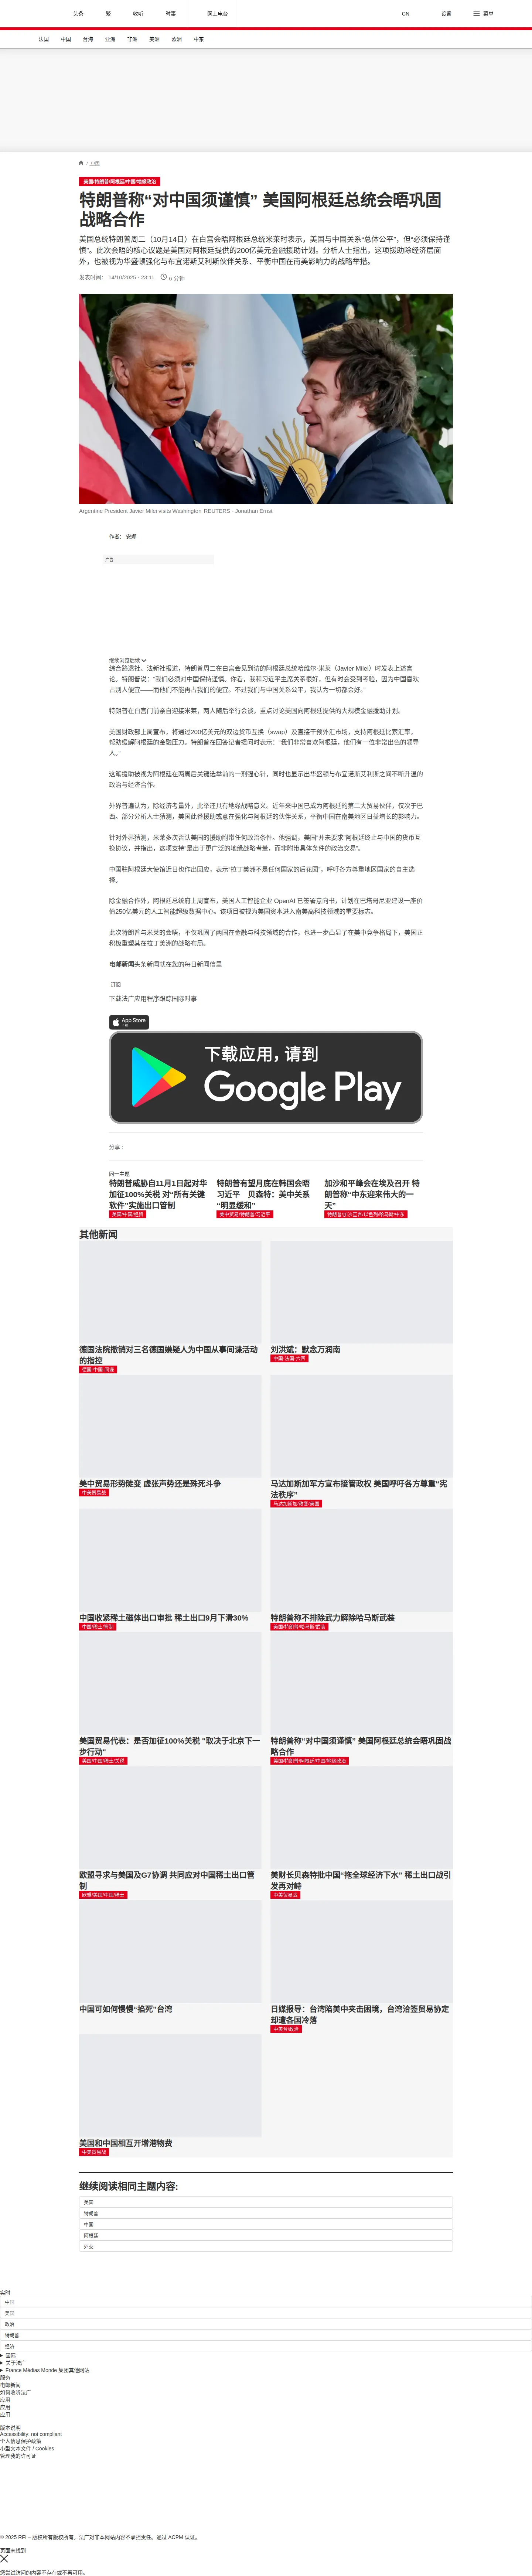 头条
繁
收听
时事
网上电台
CN
设置
菜单
法国
中国
台海
亚洲
非洲
美洲
欧洲
中东
/ 中国
美国/特朗普/阿根廷/中国/地缘政治
特朗普称“对中国须谨慎” 美国阿根廷总统会晤巩固
战略合作
美国总统特朗普周二（10月14日）在白宫会晤阿根廷总统米莱时表示，美国与中国关系“总体公平”，但“必须保持谨
慎”。此次会晤的核心议题是美国对阿根廷提供的200亿美元金融援助计划。分析人士指出，这项援助除经济层面
外，也被视为华盛顿强化与布宜诺斯艾利斯伙伴关系、平衡中国在南美影响力的战略举措。
发表时间： 14/10/2025 - 23:11
6 分钟
Argentine President Javier Milei visits Washington REUTERS - Jonathan Ernst
作者： 安娜
广告
继续浏览后续
综合路透社、法新社报道，特朗普周二在白宫会见到访的阿根廷总统哈维尔·米莱（Javier Milei）时发表上述言
论。特朗普说：“我们必须对中国保持谨慎。你看，我和习近平主席关系很好，但有时会受到考验，因为中国喜欢
占别人便宜——而他们不能再占我们的便宜。不过我们与中国关系公平，我认为一切都会好。”
特朗普在白宫门前亲自迎接米莱，两人随后举行会谈，重点讨论美国向阿根廷提供的大规模金融援助计划。
美国财政部上周宣布，将通过200亿美元的双边货币互换（swap）及直接干预外汇市场，支持阿根廷比索汇率，
帮助缓解阿根廷的金融压力。特朗普在回答记者提问时表示：“我们非常喜欢阿根廷，他们有一位非常出色的领导
人。”
这笔援助被视为阿根廷在两周后关键选举前的一剂强心针，同时也显示出华盛顿与布宜诺斯艾利斯之间不断升温的
政治与经济合作。
外界普遍认为，除经济考量外，此举还具有地缘战略意义。近年来中国已成为阿根廷的第二大贸易伙伴，仅次于巴
西。部分分析人士猜测，美国此番援助或意在强化与阿根廷的伙伴关系，平衡中国在南美地区日益增长的影响力。
针对外界猜测，米莱多次否认美国的援助附带任何政治条件。他强调，美国“并未要求”阿根廷终止与中国的货币互
换协议，并指出，这项支持“是出于更广泛的地缘战略考量，而非附带具体条件的政治交易”。
中国驻阿根廷大使馆近日也作出回应，表示“拉丁美洲不是任何国家的后花园”，呼吁各方尊重地区国家的自主选
择。
除金融合作外，阿根廷总统府上周宣布，美国人工智能企业 OpenAI 已签署意向书，计划在巴塔哥尼亚建设一座价
值250亿美元的人工智能超级数据中心。该项目被视为美国资本进入南美高科技领域的重要标志。
此次特朗普与米莱的会晤，不仅巩固了两国在金融与科技领域的合作，也进一步凸显了在美中竞争格局下，美国正
积极重塑其在拉丁美洲的战略布局。
电邮新闻头条新闻就在您的每日新闻信里
订阅
下载法广应用程序跟踪国际时事
App Store
下载
下载应用，请到
Google Play
分享 :
同一主题
特朗普威胁自11月1日起对华
加征100%关税 对“所有关键
软件”实施出口管制
美国/中国/经贸
特朗普有望月底在韩国会晤
习近平 贝森特：美中关系
“明显缓和”
美中贸易/特朗普/习近平
加沙和平峰会在埃及召开 特
朗普称“中东迎来伟大的一
天”
特朗普/加沙宣言/以色列/哈马斯/中东
其他新闻
德国法院撤销对三名德国嫌疑人为中国从事间谍活动
的指控
德国·中国·间谍
刘洪斌：默念万润南
中国·法国·六四
美中贸易形势陡变 虚张声势还是殊死斗争
中美贸易战
马达加斯加军方宣布接管政权 美国呼吁各方尊重“宪
法秩序”
马达加斯加/政变/美国
中国收紧稀土磁体出口审批 稀土出口9月下滑30%
中国/稀土/管制
特朗普称不排除武力解除哈马斯武装
美国/特朗普/哈马斯/武装
美国贸易代表：是否加征100%关税 "取决于北京下一
步行动"
美国/中国/稀土/关税
特朗普称“对中国须谨慎” 美国阿根廷总统会晤巩固战
略合作
美国/特朗普/阿根廷/中国/地缘政治
欧盟寻求与美国及G7协调 共同应对中国稀土出口管
制
欧盟/美国/中国/稀土
美财长贝森特批中国“拖全球经济下水” 稀土出口战引
发再对峙
中美贸易战
中国可如何慢慢“掐死”台湾
日媒报导：台湾陷美中夹击困境，台湾洽签贸易协定
却遭各国冷落
中美台/政治
美国和中国相互开增港物费
中美贸易战
继续阅读相同主题内容:
美国
特朗普
中国
阿根廷
外交
实时
中国
美国
政治
特朗普
经济
国际
关于法广
France Médias Monde 集团其他网站
服务
电邮新闻
如何收听法广
应用
应用
应用
版本说明
Accessibility: not compliant
个人信息保护政策
小型文本文件 / Cookies
管理我的许可证
© 2025 RFI – 版权所有版权所有。法广对非本网站内容不承担责任。通过 ACPM 认证。
页面未找到
您尝试访问的内容不存在或不再可用。